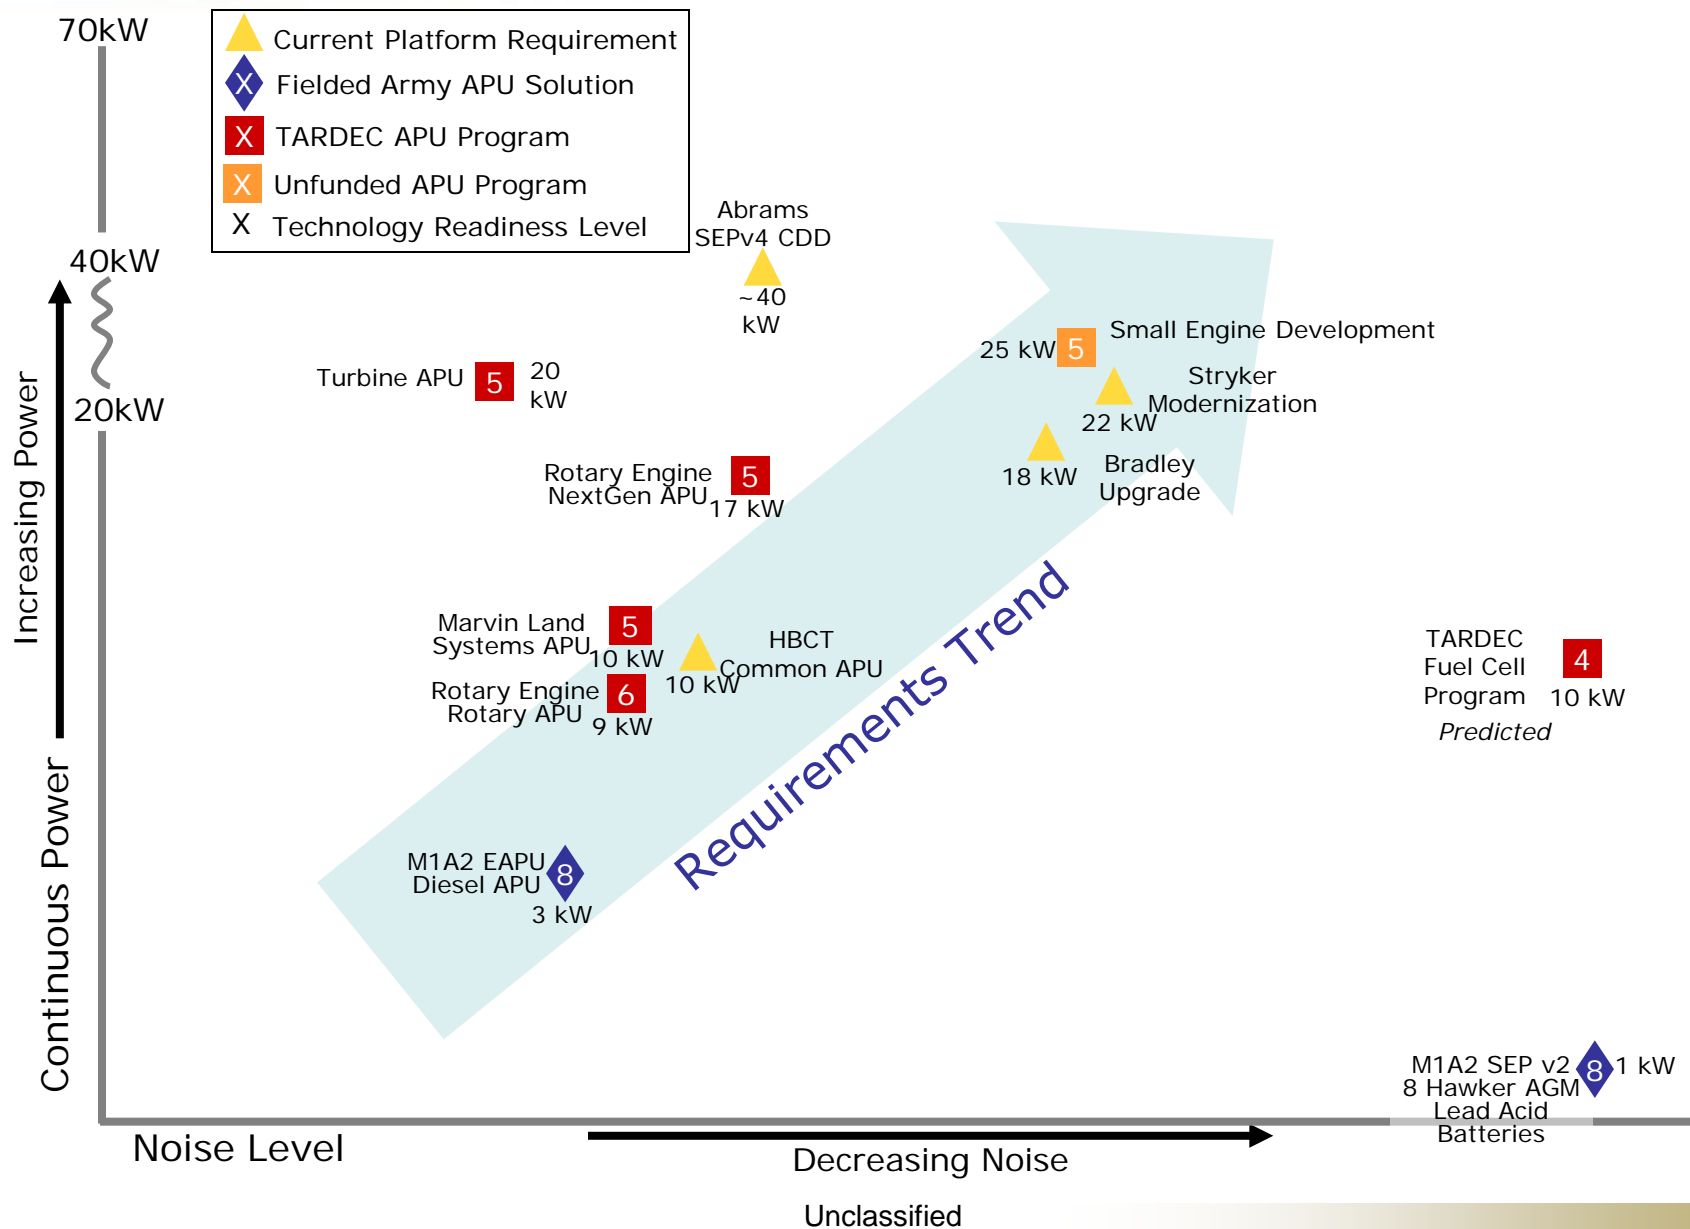 70kW
Current Platform Requirement
X Fielded Army APU Solution
X TARDEC APU Program
X Unfunded APU Program
X Technology Readiness Level
Abrams
SEPv4 CDD
~40
kW
40kW
20kW
Increasing Power
Continuous Power
Turbine APU 5 20
kW
25 kW 5 Small Engine Development
Stryker
Modernization
22 kW
18 kW
Bradley
Upgrade
Rotary Engine
NextGen APU
5
17 kW
Marvin Land
Systems APU
5
10 kW
HBCT
Common APU
10 kW
Rotary Engine
Rotary APU
6
9 kW
Requirements Trend
TARDEC
Fuel Cell
Program
4
10 kW
Predicted
M1A2 EAPU
Diesel APU
8
3 kW
M1A2 SEP v2
8 Hawker AGM
Lead Acid
Batteries
8 1 kW
Noise Level
Decreasing Noise
Unclassified